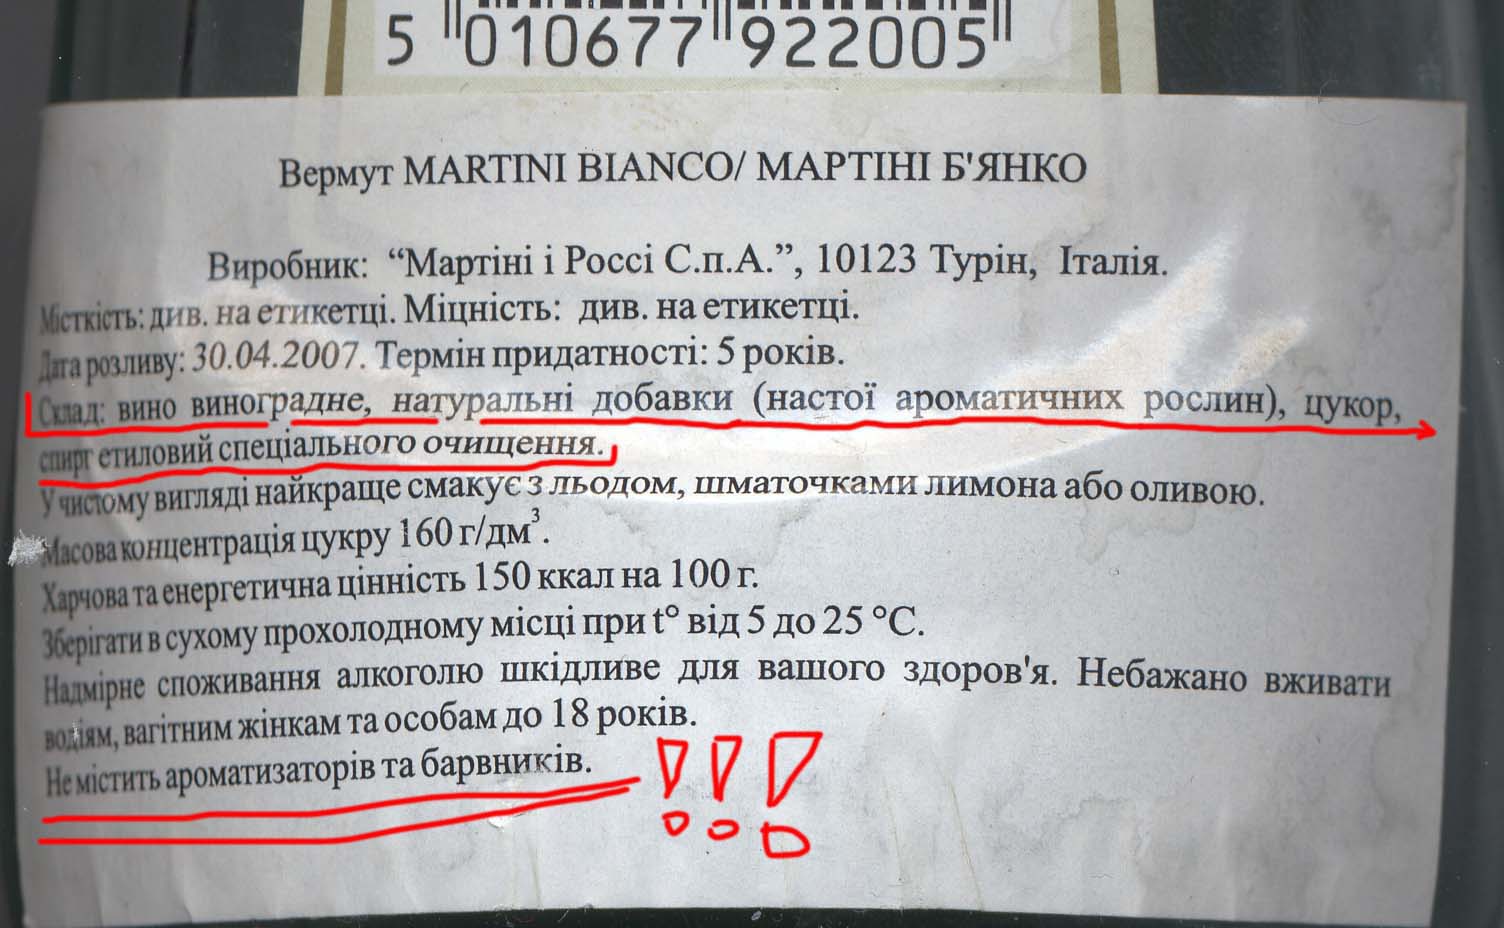 5 010677 922005
Вермут MARTINI BIANCO/ МАРТІНІ Б'ЯНКО
Виробник: “Мартіні і Россі С.п.А.”, 10123 Турін, Італія.
Місткість: див. на етикетці. Міцність: див. на етикетці.
Дата розливу: 30.04.2007. Термін придатності: 5 років.
Склад: вино виноградне, натуральні добавки (настої ароматичних рослин), цукор,
спирт етиловий спеціального очищення.
У чистому вигляді найкраще смакує з льодом, шматочками лимона або оливою.
Масова концентрація цукру 160 г/дм³.
Харчова та енергетична цінність 150 ккал на 100 г.
Зберігати в сухому прохолодному місці при t° від 5 до 25 °C.
Надмірне споживання алкоголю шкідливе для вашого здоров'я. Небажано вживати
водіям, вагітним жінкам та особам до 18 років.
Не містить ароматизаторів та барвників.
!!!